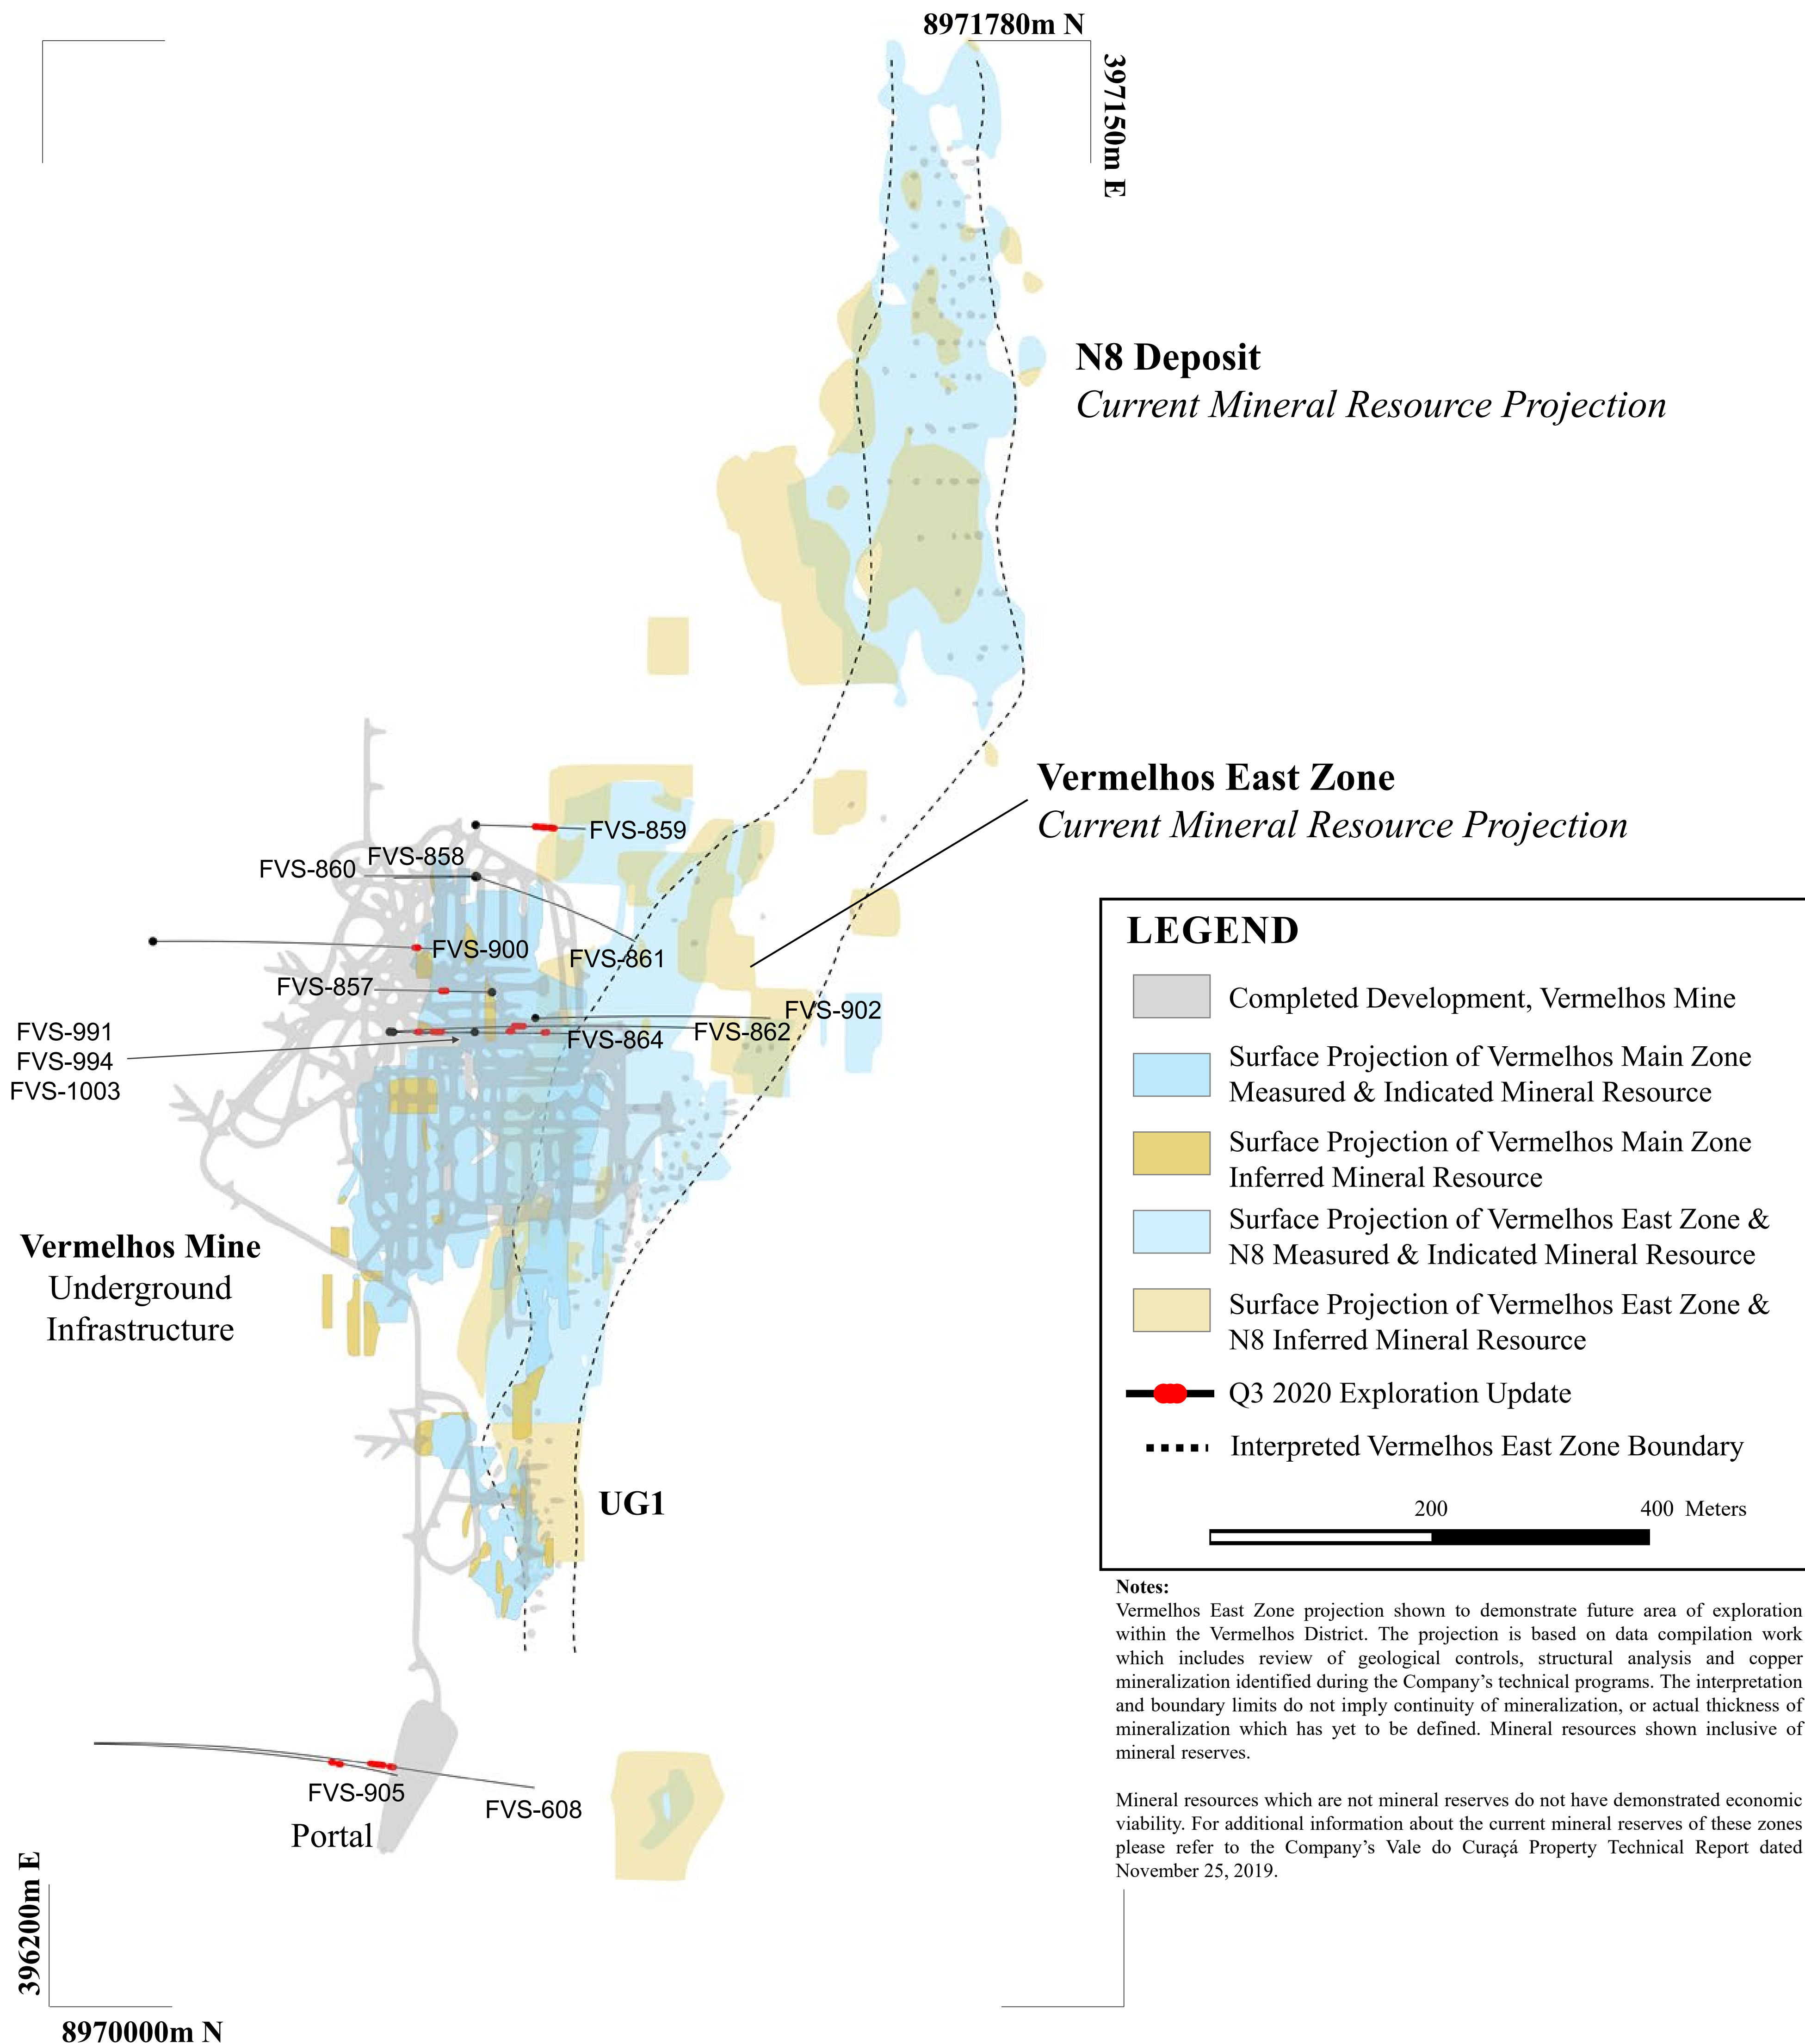 8971780m N
397150m E
N8 Deposit
Current Mineral Resource Projection
Vermelhos East Zone
Current Mineral Resource Projection
FVS-859
FVS-858
FVS-860
FVS-900
FVS-861
FVS-857
FVS-902
FVS-862
FVS-864
FVS-991
FVS-994
FVS-1003
Vermelhos Mine
Underground
Infrastructure
UG1
FVS-905
FVS-608
Portal
396200m E
8970000m N
LEGEND
Completed Development, Vermelhos Mine
Surface Projection of Vermelhos Main Zone
Measured & Indicated Mineral Resource
Surface Projection of Vermelhos Main Zone
Inferred Mineral Resource
Surface Projection of Vermelhos East Zone &
N8 Measured & Indicated Mineral Resource
Surface Projection of Vermelhos East Zone &
N8 Inferred Mineral Resource
Q3 2020 Exploration Update
Interpreted Vermelhos East Zone Boundary
200 400 Meters
Notes:
Vermelhos East Zone projection shown to demonstrate future area of exploration
within the Vermelhos District. The projection is based on data compilation work
which includes review of geological controls, structural analysis and copper
mineralization identified during the Company's technical programs. The interpretation
and boundary limits do not imply continuity of mineralization, or actual thickness of
mineralization which has yet to be defined. Mineral resources shown inclusive of
mineral reserves.
Mineral resources which are not mineral reserves do not have demonstrated economic
viability. For additional information about the current mineral reserves of these zones
please refer to the Company's Vale do Curaçá Property Technical Report dated
November 25, 2019.